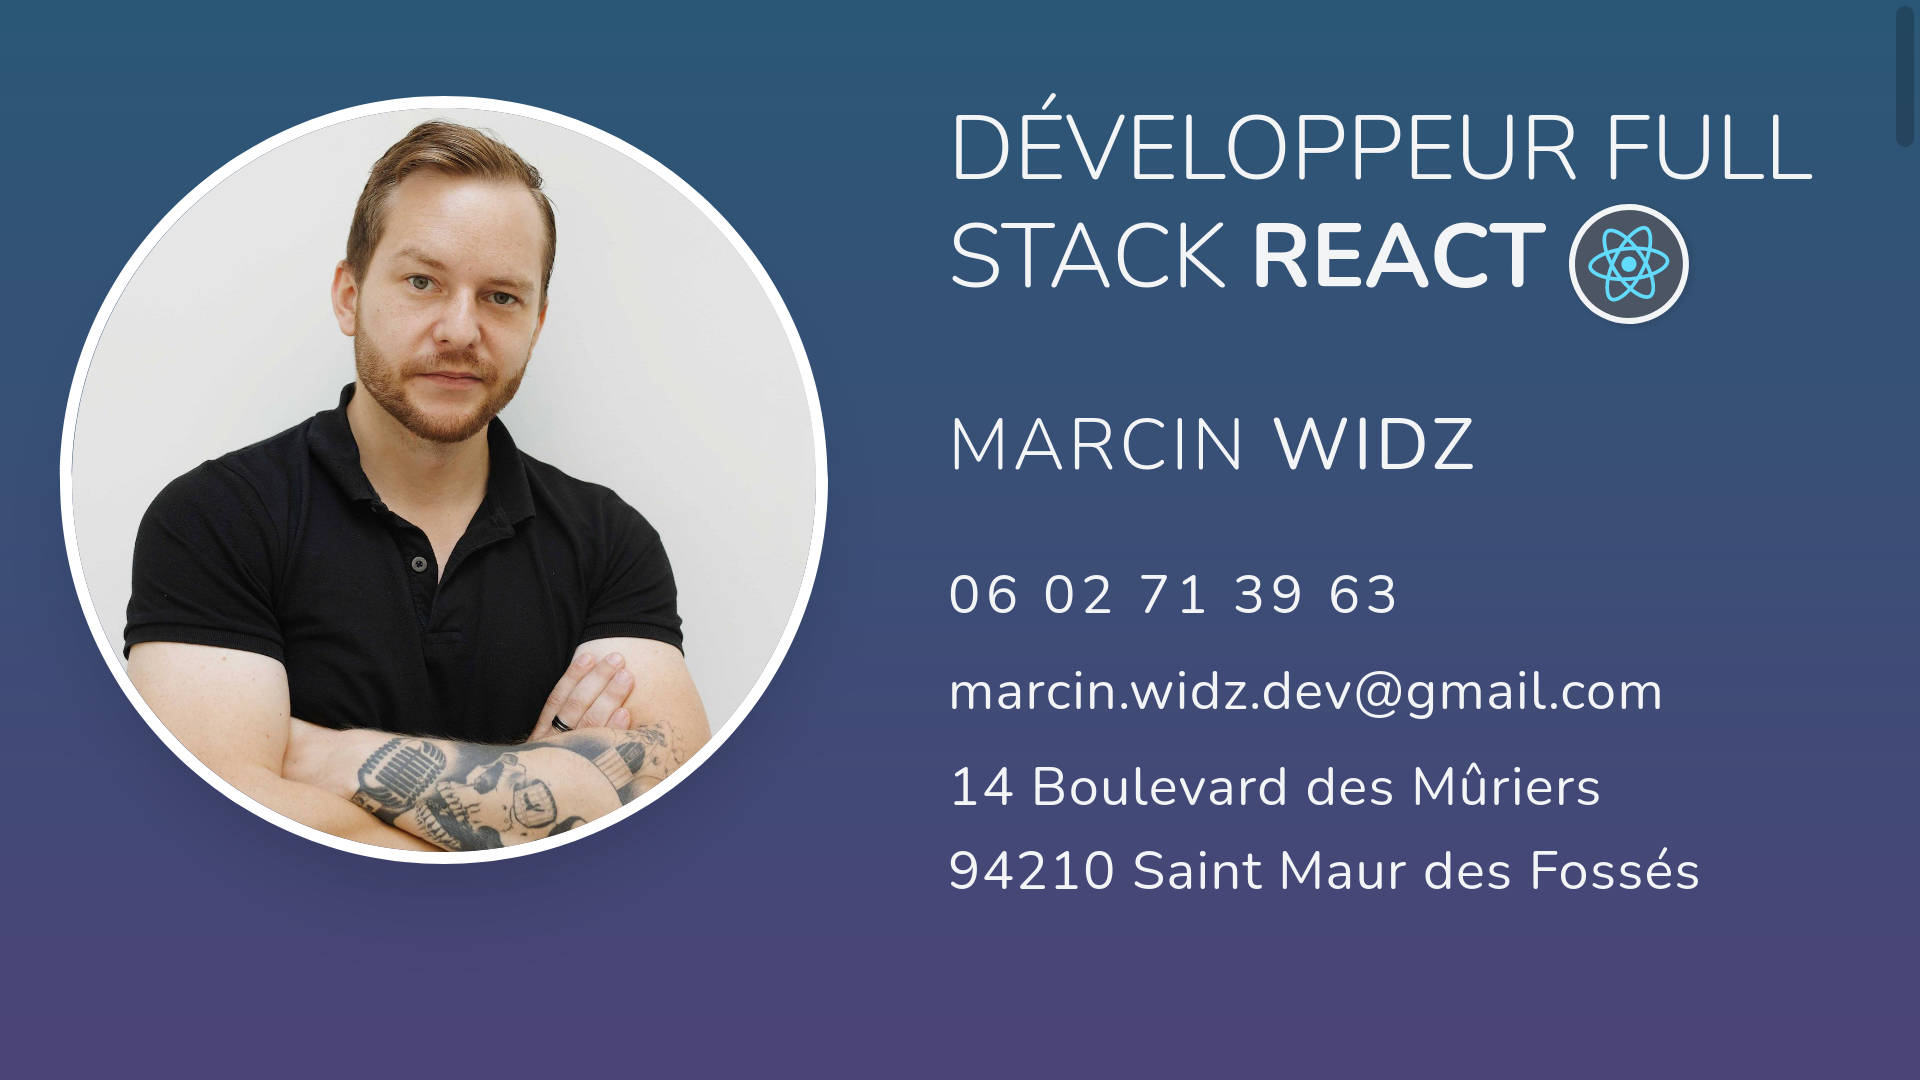 DÉVELOPPEUR FULL
STACK REACT
MARCIN WIDZ
06 02 71 39 63
marcin.widz.dev@gmail.com
14 Boulevard des Mûriers
94210 Saint Maur des Fossés